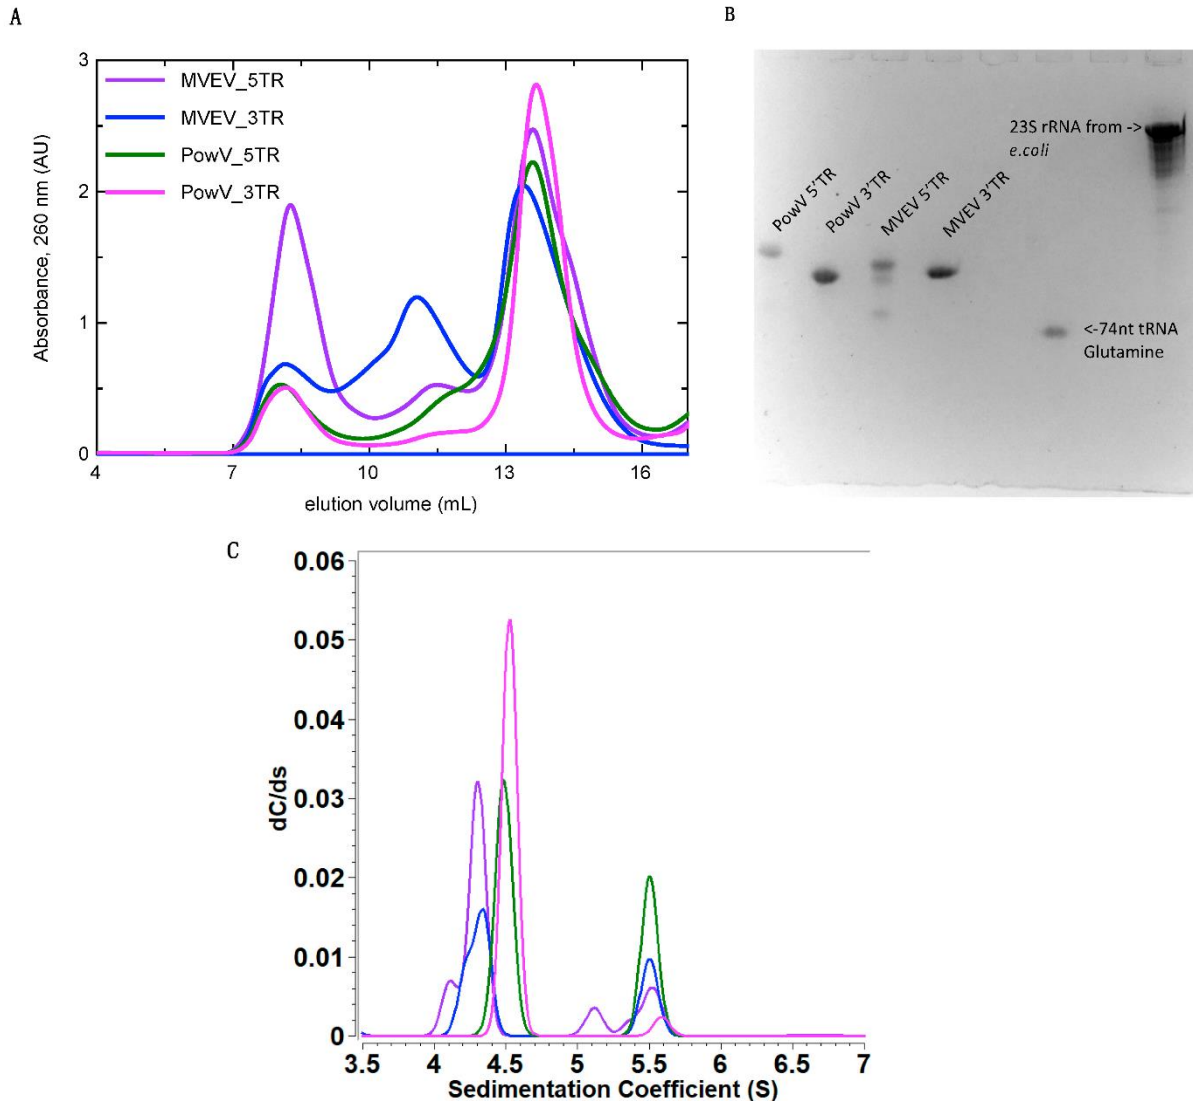 A
3
2
1
0
Absorbance, 260 nm (AU)
MVEV_5TR
MVEV_3TR
PowV_5TR
PowV_3TR
4
7
10
13
16
elution volume (mL)
B
PowV 5'TR
PowV 3'TR
MVEV 5'TR
MVEV 3'TR
23S rRNA from ->
e.coli
<-74nt tRNA
Glutamine
C
0.06
0.05
0.04
0.03
0.02
0.01
0
dC/ds
3.5
4
4.5
5
5.5
6
6.5
7
Sedimentation Coefficient (S)